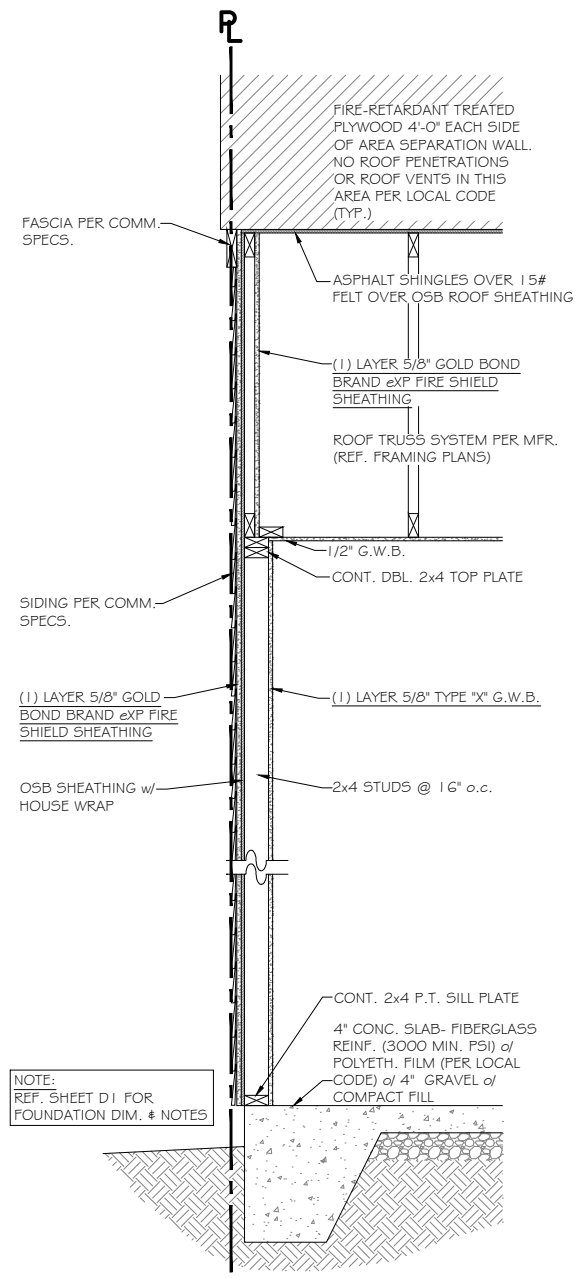 PL
FIRE-RETARDANT TREATED
PLYWOOD 4'-0" EACH SIDE
OF AREA SEPARATION WALL.
NO ROOF PENETRATIONS
OR ROOF VENTS IN THIS
AREA PER LOCAL CODE
(TYP.)
FASCIA PER COMM.
SPECS.
ASPHALT SHINGLES OVER 15#
FELT OVER OSB ROOF SHEATHING
(1) LAYER 5/8" GOLD BOND
BRAND eXP FIRE SHIELD
SHEATHING
ROOF TRUSS SYSTEM PER MFR.
(REF. FRAMING PLANS)
1/2" G.W.B.
CONT. DBL. 2x4 TOP PLATE
SIDING PER COMM.
SPECS.
(1) LAYER 5/8" GOLD
BOND BRAND eXP FIRE
SHIELD SHEATHING
(1) LAYER 5/8" TYPE "X" G.W.B.
OSB SHEATHING w/
HOUSE WRAP
2x4 STUDS @ 16" o.c.
CONT. 2x4 P.T. SILL PLATE
4" CONC. SLAB- FIBERGLASS
REINF. (3000 MIN. PSI) o/
POLYETH. FILM (PER LOCAL
CODE) o/ 4" GRAVEL o/
COMPACT FILL
NOTE:
REF. SHEET D1 FOR
FOUNDATION DIM. & NOTES